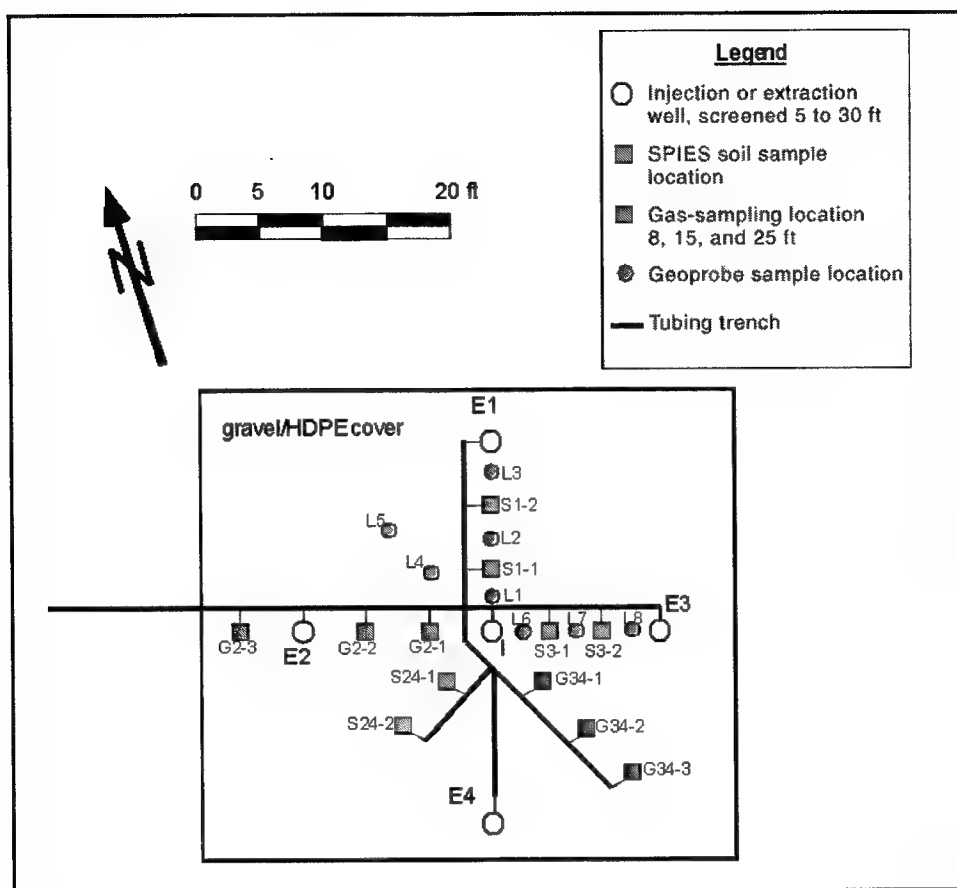 Legend
Injection or extraction
well, screened 5 to 30 ft
SPIES soil sample
location
Gas-sampling location
8, 15, and 25 ft
Geoprobe sample location
Tubing trench
0 5 10 20 ft
N
E1
gravel/HDPE cover
L3
S1-2
L5
L2
L4
S1-1
L1
E3
L6 L7 L8
I
G2-3 E2 G2-2 G2-1 S3-1 S3-2
S24-1 G34-1
S24-2 G34-2
G34-3
E4